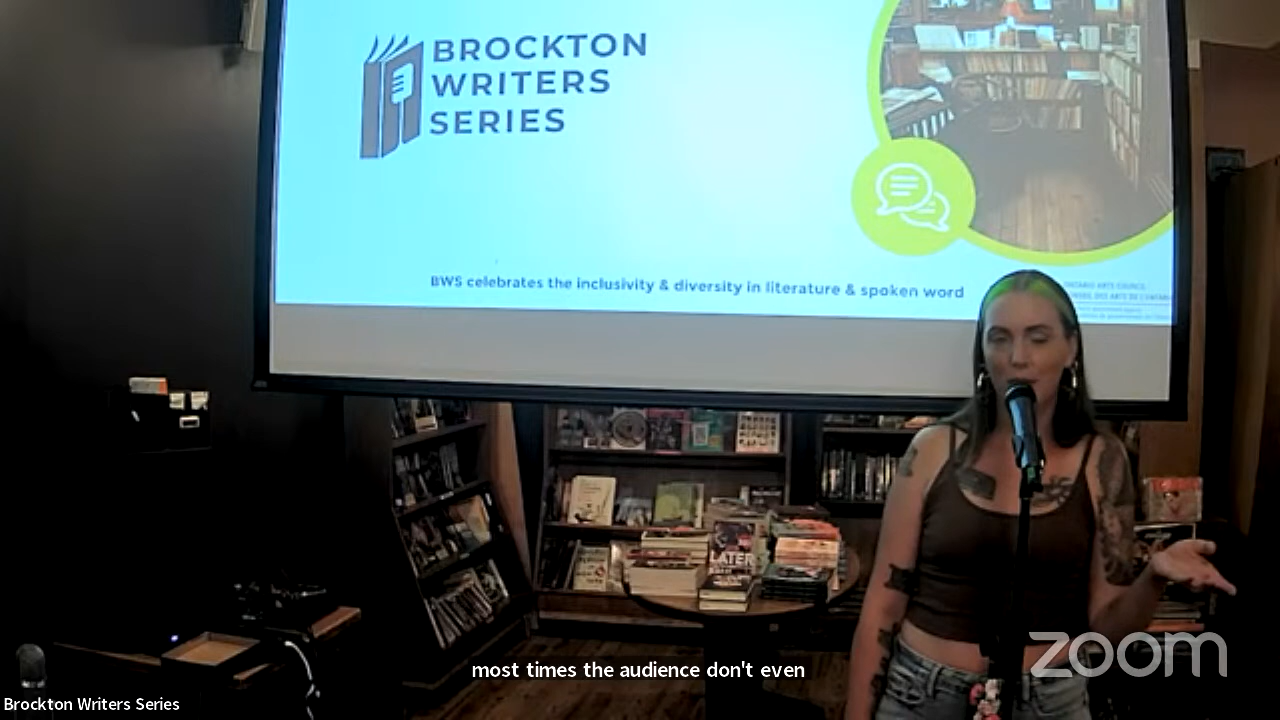 BROCKTON
WRITERS
SERIES
BWS celebrates the inclusivity & diversity in literature & spoken word
ONTARIO ARTS COUNCIL
CONSEIL DES ARTS DE L'ONTARIO
LATER
most times the audience don't even
zoom
Brockton Writers Series